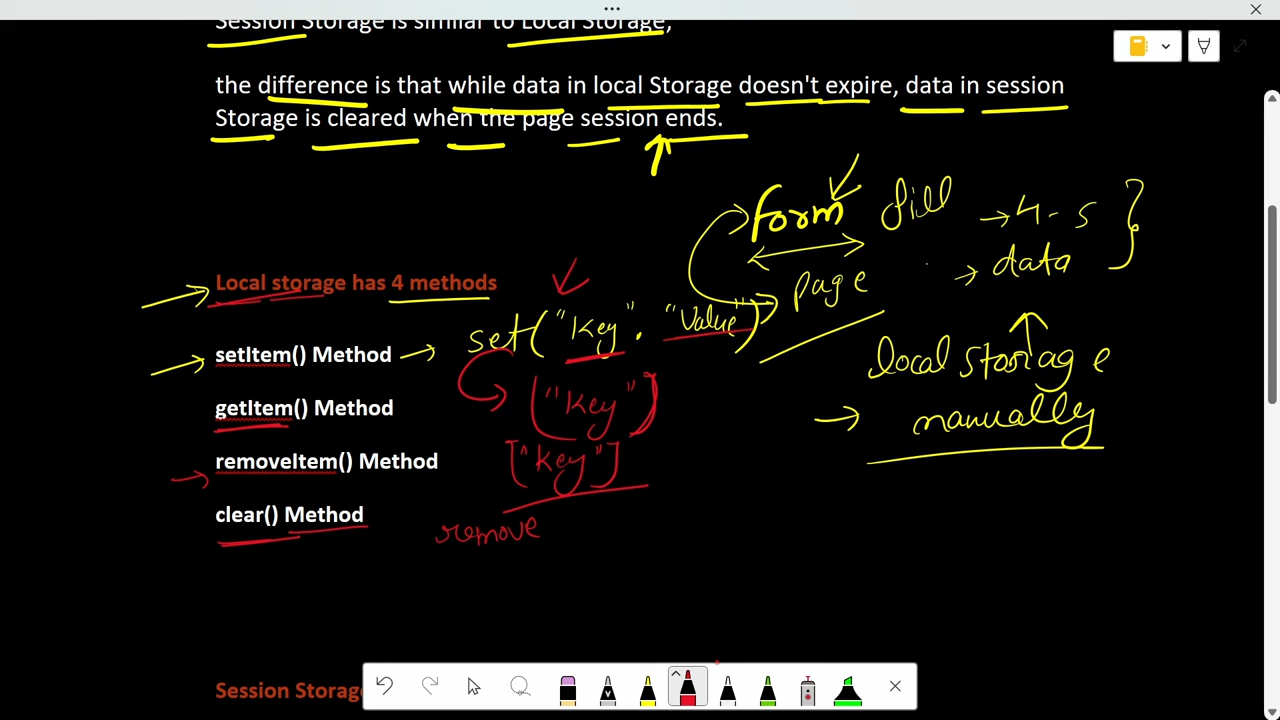 Session Storage is similar to Local Storage,
the difference is that while data in local Storage doesn't expire, data in session
Storage is cleared when the page session ends.
form fill → 4-5
page → data
Local storage has 4 methods
set("Key". "Value")
local storage
setItem() Method
("Key")
manually
getItem() Method
removeItem() Method
["Key"]
clear() Method
remove
Session Storag